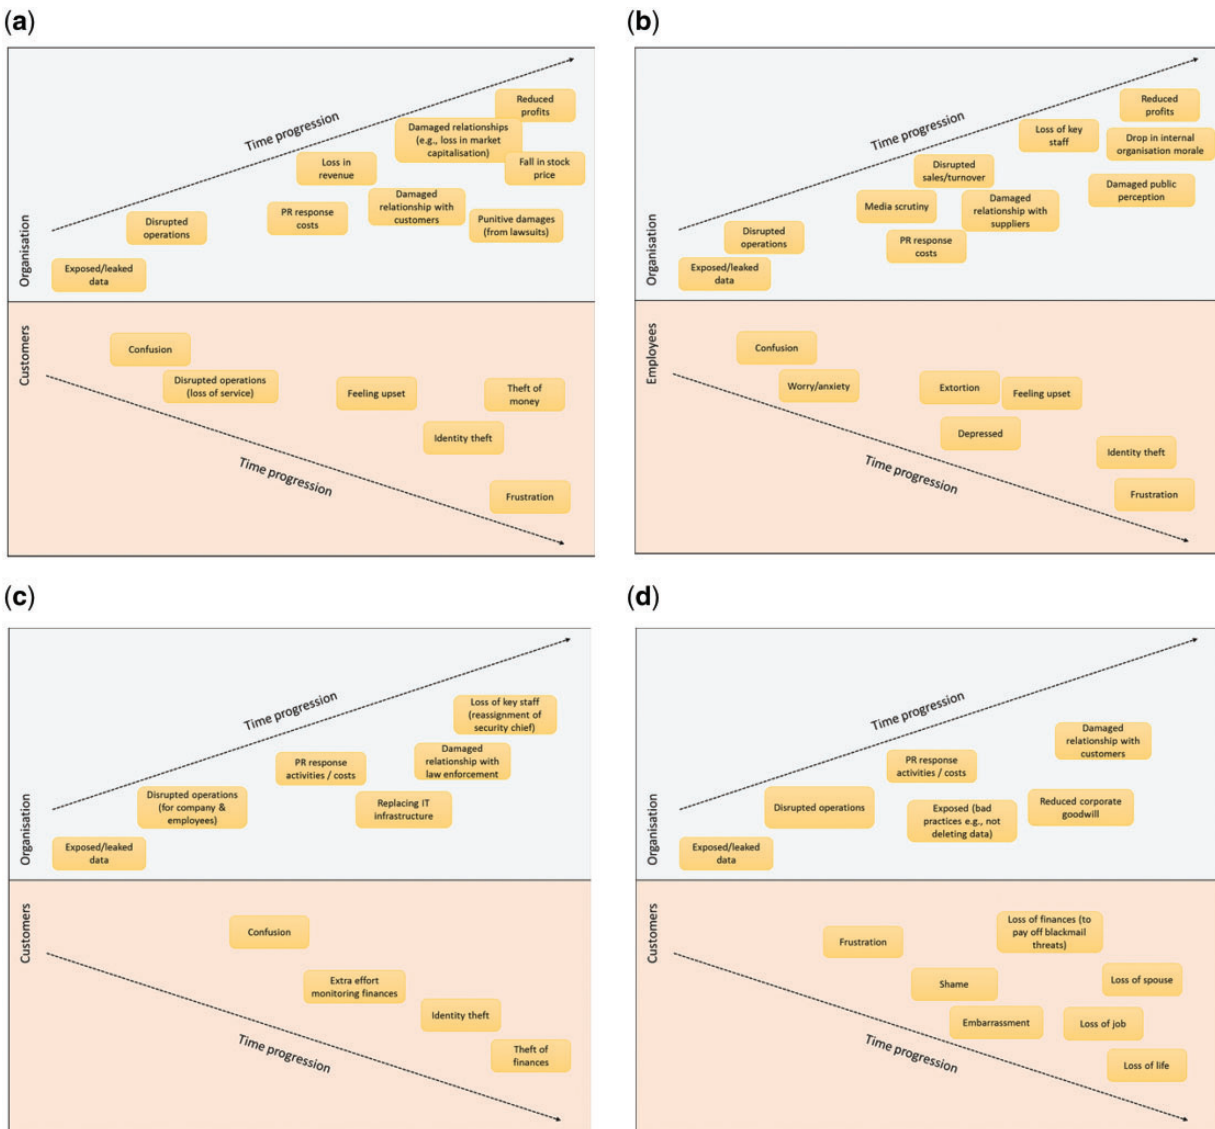 (a)
Organisation
Time progression
Reduced
profits
Damaged relationships
(e.g., loss in market
capitalisation)
Loss in
revenue
Fall in stock
price
Damaged
relationship with
customers
PR response
costs
Punitive damages
(from lawsuits)
Disrupted
operations
Exposed/leaked
data
Customers
Confusion
Disrupted operations
(loss of service)
Feeling upset
Theft of
money
Identity theft
Time progression
Frustration
(b)
Organisation
Time progression
Reduced
profits
Loss of key
staff
Drop in internal
organisation morale
Disrupted
sales/turnover
Damaged public
perception
Media scrutiny
Damaged
relationship with
suppliers
Disrupted
operations
PR response
costs
Exposed/leaked
data
Employees
Confusion
Worry/anxiety
Extortion
Feeling upset
Depressed
Identity theft
Time progression
Frustration
(c)
Organisation
Time progression
Loss of key staff
(reassignment of
security chief)
PR response
activities / costs
Damaged
relationship with
law enforcement
Disrupted operations
(for company &
employees)
Replacing IT
infrastructure
Exposed/leaked
data
Customers
Confusion
Extra effort
monitoring finances
Identity theft
Time progression
Theft of
finances
(d)
Organisation
Time progression
Damaged
relationship with
customers
PR response
activities / costs
Disrupted operations
Exposed (bad
practices e.g., not
deleting data)
Reduced corporate
goodwill
Exposed/leaked
data
Customers
Loss of finances (to
pay off blackmail
threats)
Frustration
Shame
Loss of spouse
Embarrassment
Loss of job
Time progression
Loss of life